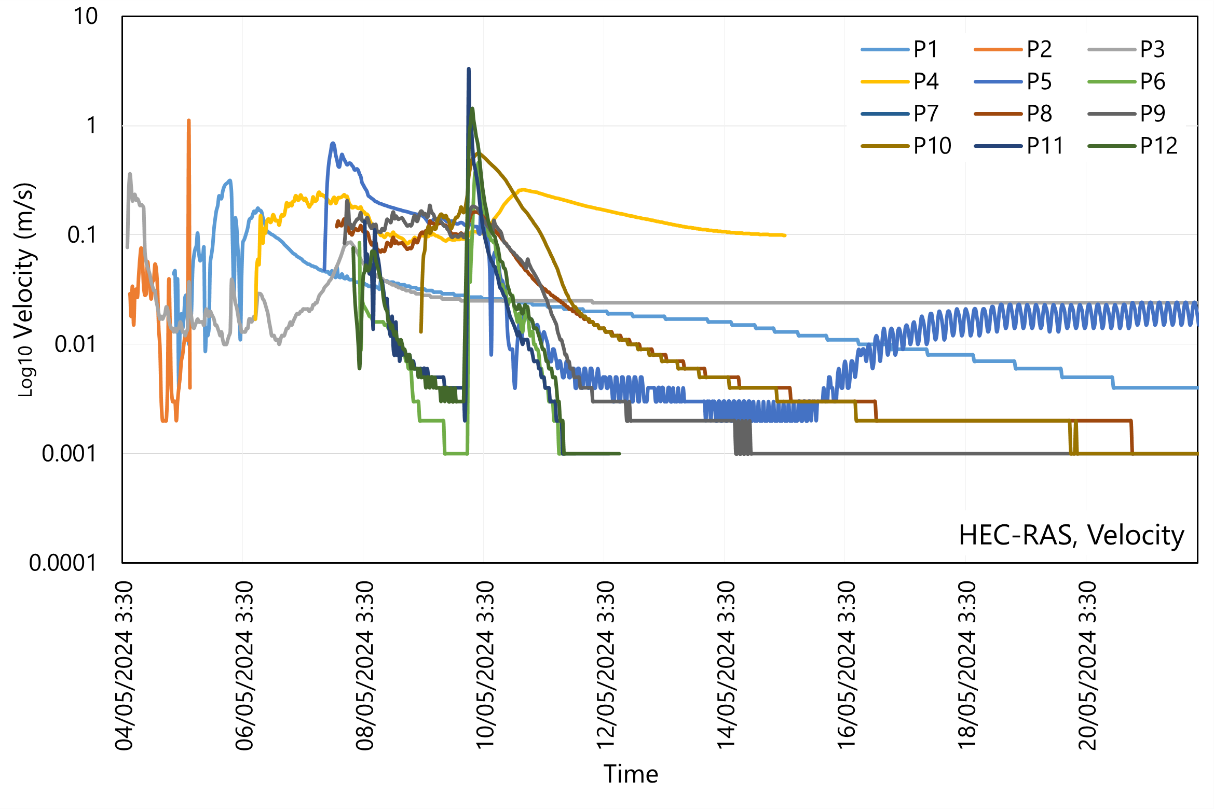 10
1
0.1
0.01
0.001
0.0001
Log10 Velocity (m/s)
P1 P2 P3
P4 P5 P6
P7 P8 P9
P10 P11 P12
HEC-RAS, Velocity
04/05/2024 3:30
06/05/2024 3:30
08/05/2024 3:30
10/05/2024 3:30
12/05/2024 3:30
14/05/2024 3:30
16/05/2024 3:30
18/05/2024 3:30
20/05/2024 3:30
Time